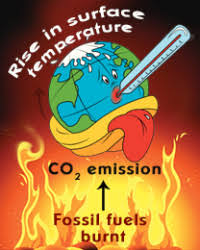 Rise in surface
temperature
CO₂ emission
Fossil fuels
burnt